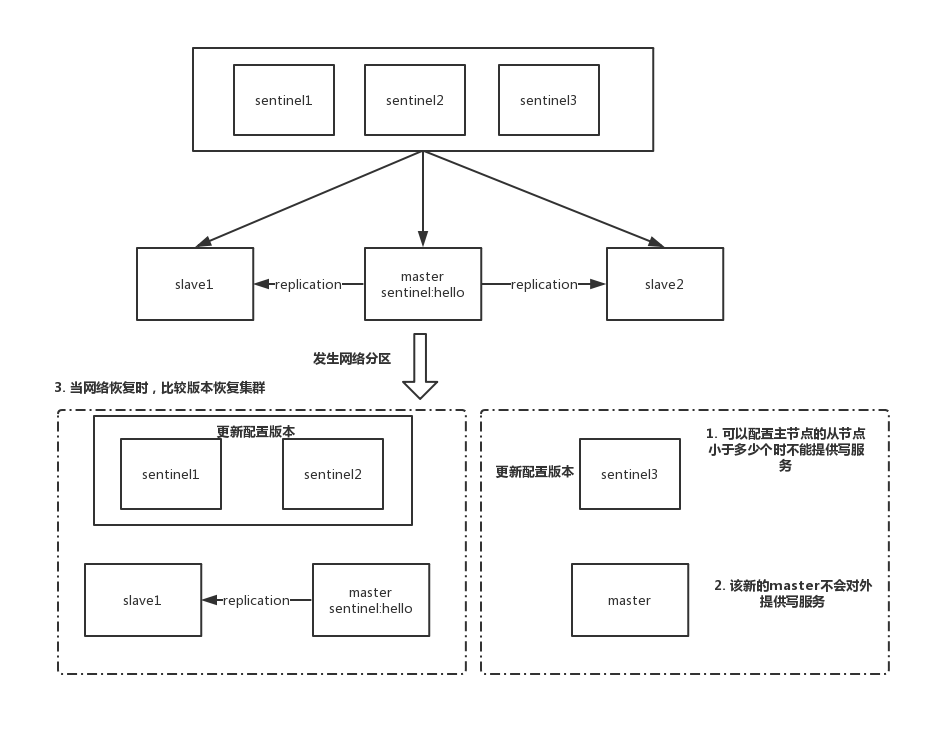 sentinel1
sentinel2
sentinel3
slave1
replication
master
sentinel:hello
replication
slave2
发生网络分区
3. 当网络恢复时，比较版本恢复集群
更新配置版本
sentinel1
sentinel2
slave1
replication
master
sentinel:hello
更新配置版本
sentinel3
1. 可以配置主节点的从节点
小于多少个时不能提供写服
务
master
2. 该新的master不会对外
提供写服务